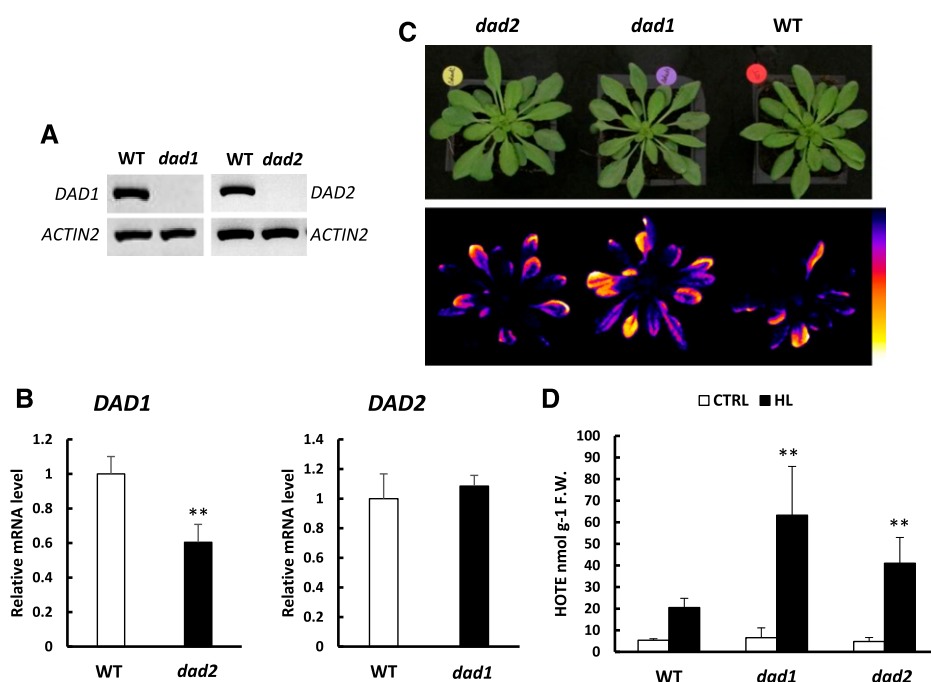 A
WT dad1 WT dad2
DAD1 DAD2
ACTIN2 ACTIN2
C
dad2 dad1 WT
B
DAD1
Relative mRNA level
1.2
1
0.8
0.6
0.4
0.2
0
**
WT dad2
DAD2
Relative mRNA level
1.4
1.2
1
0.8
0.6
0.4
0.2
0
WT dad1
D
CTRL HL
HOTE nmol g-1 F.W.
100
90
80
70
60
50
40
30
20
10
0
**
**
WT dad1 dad2